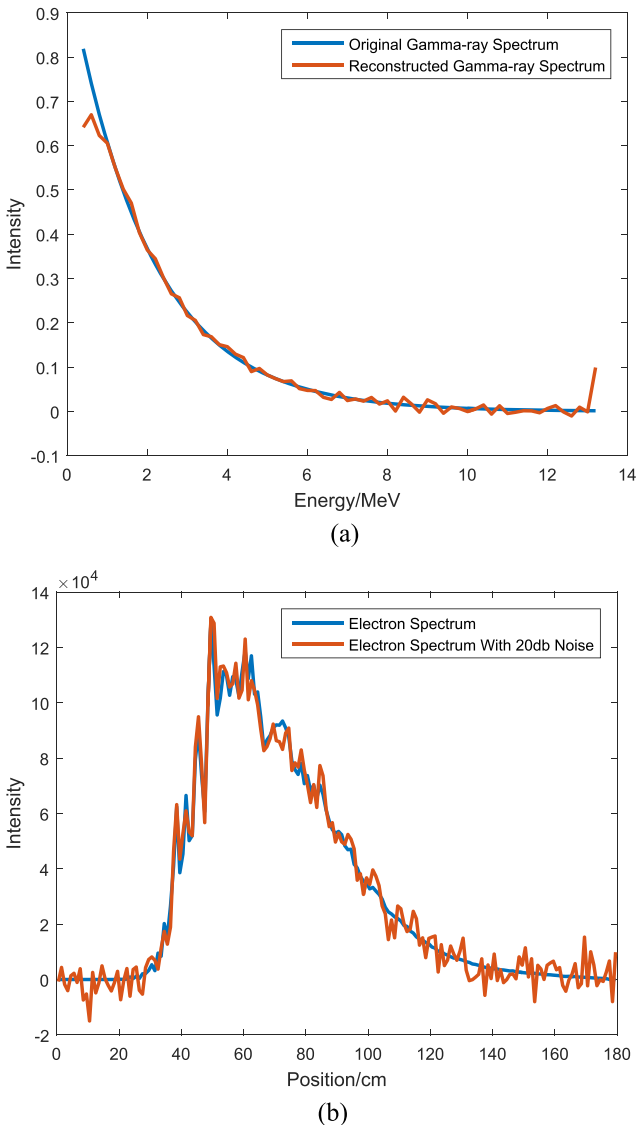 0.9
0.8
0.7
0.6
0.5
0.4
0.3
0.2
0.1
0
-0.1
Intensity
Original Gamma-ray Spectrum
Reconstructed Gamma-ray Spectrum
0 2 4 6 8 10 12 14
Energy/MeV
(a)
×10⁴
14
12
10
8
6
4
2
0
-2
Intensity
Electron Spectrum
Electron Spectrum With 20db Noise
0 20 40 60 80 100 120 140 160 180
Position/cm
(b)